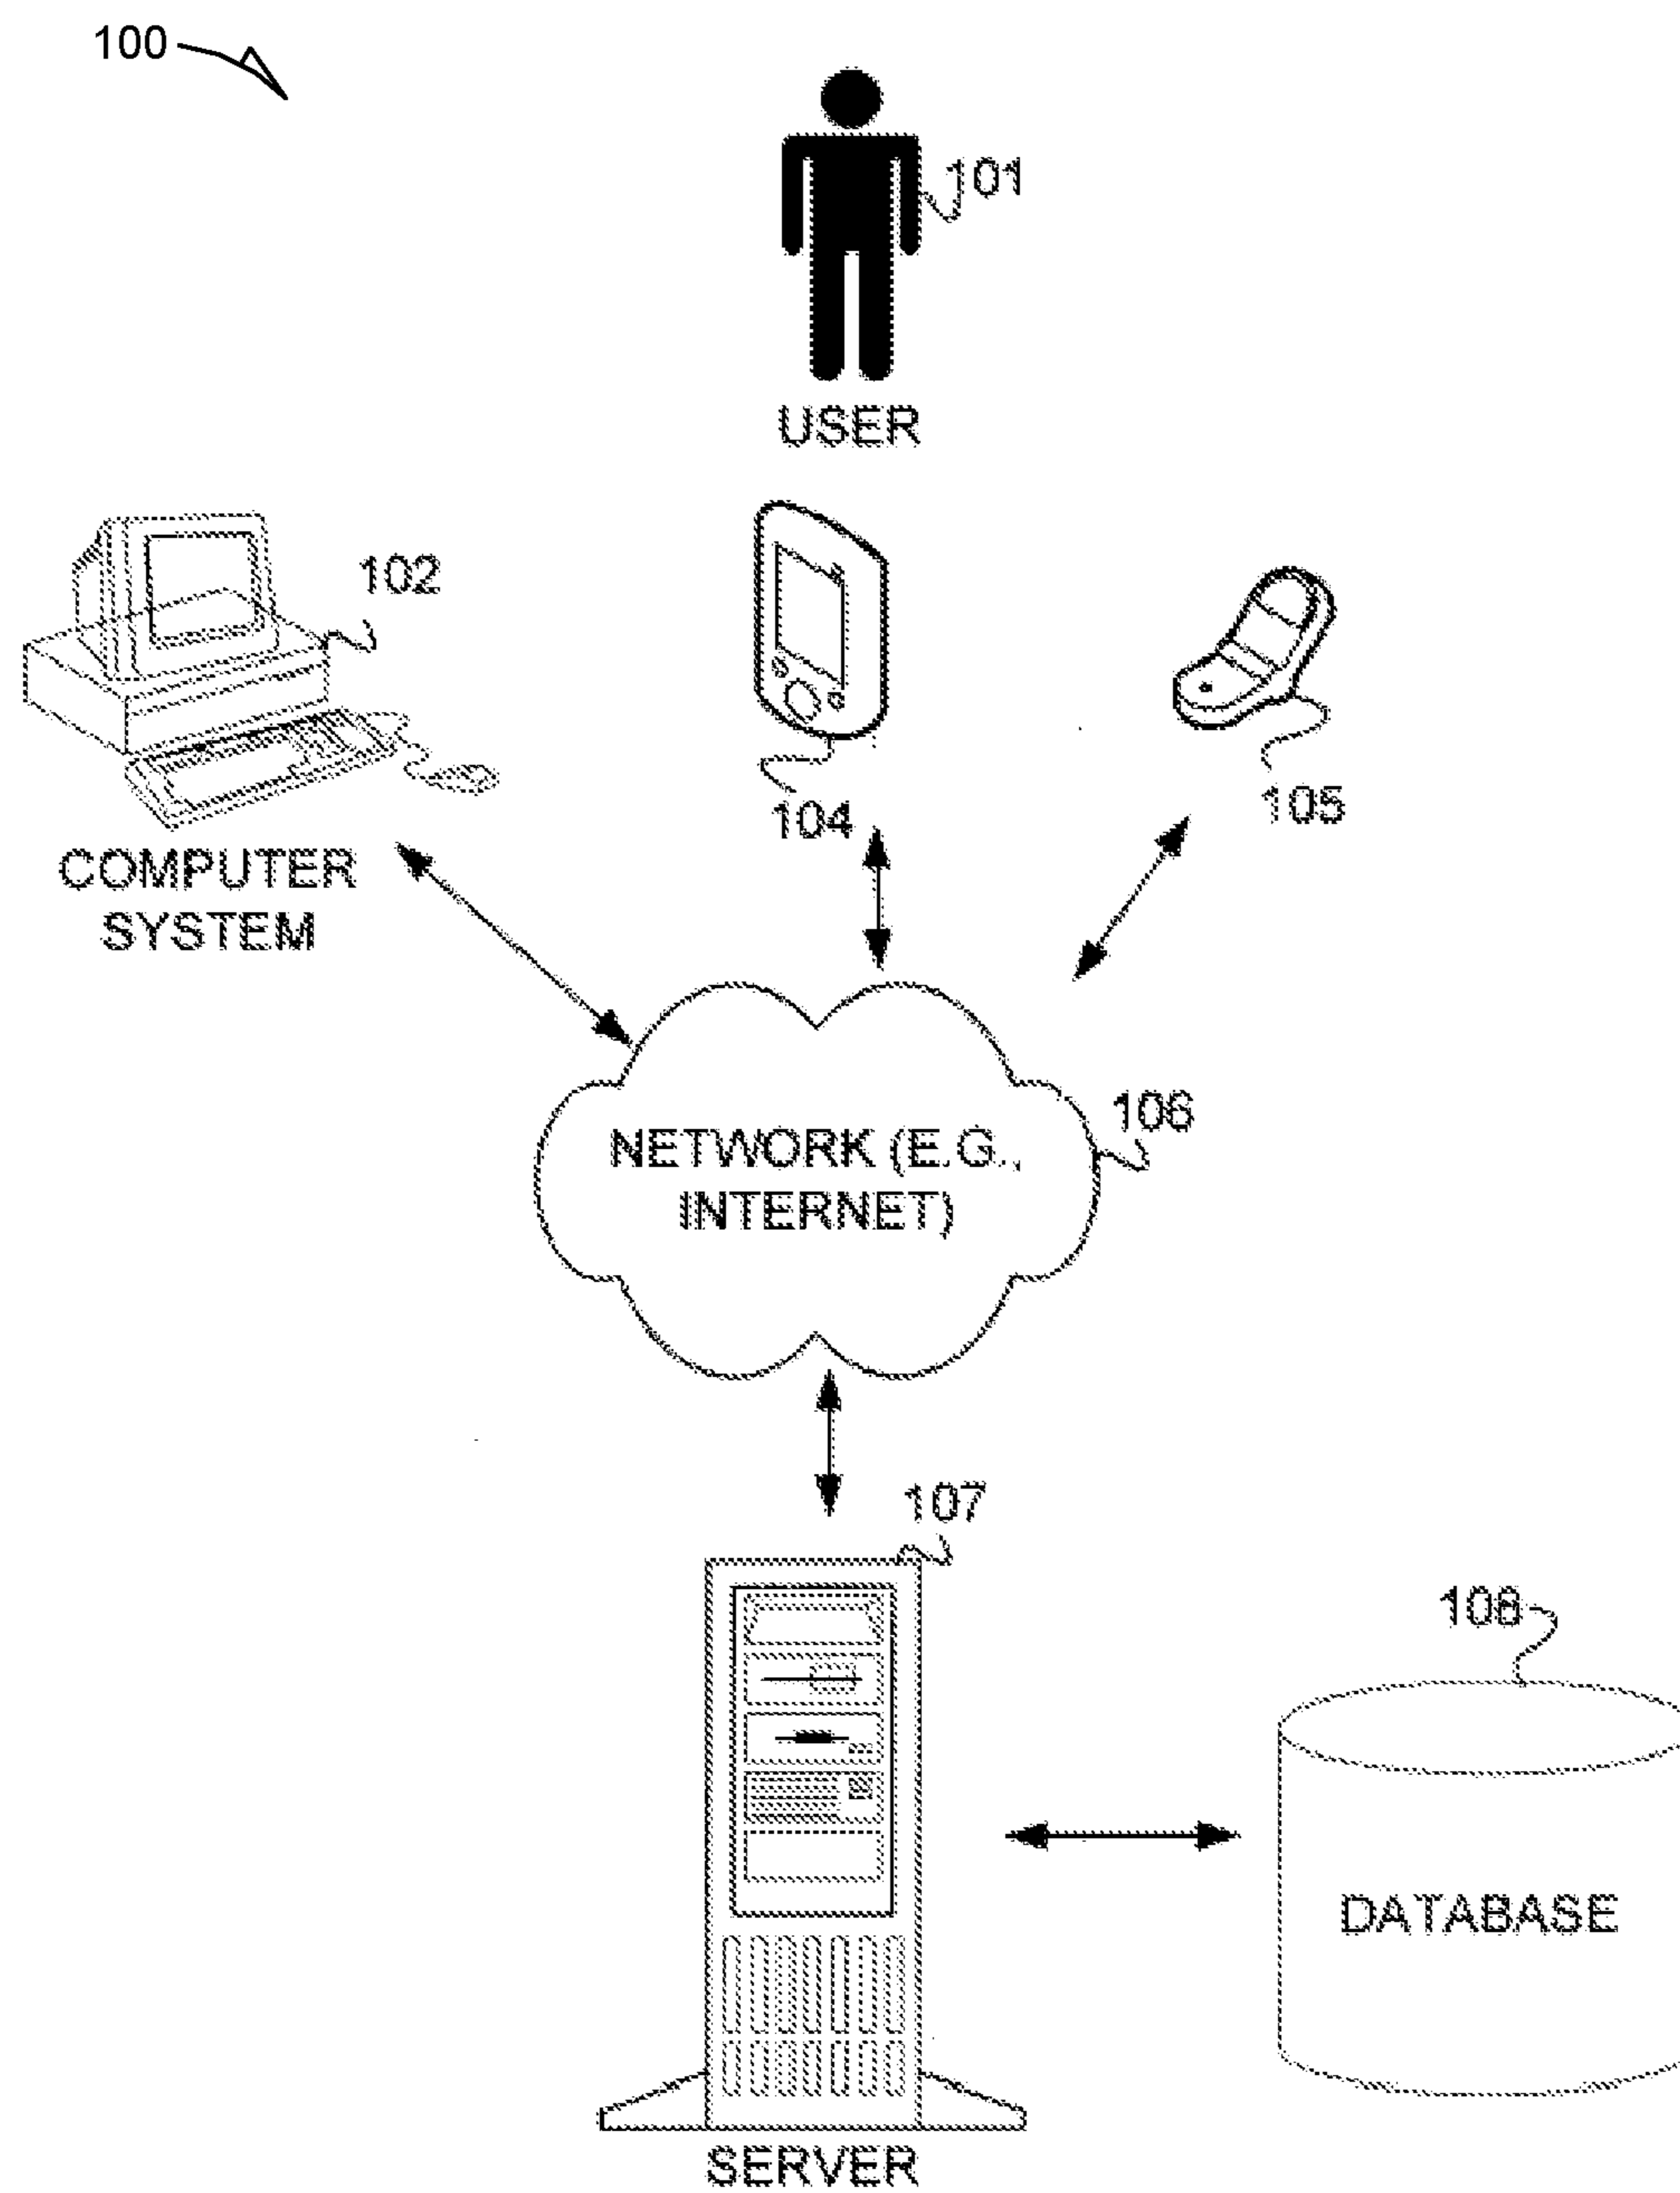 100
101
USER
102
104
105
COMPUTER
SYSTEM
106
NETWORK (E.G.,
INTERNET)
107
108
DATABASE
SERVER